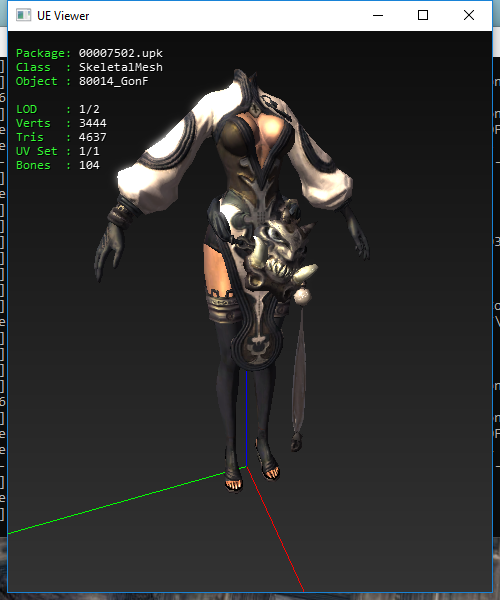 UE Viewer
Package: 00007502.upk
Class : SkeletalMesh
Object : 80014_GonF
LOD : 1/2
Verts : 3444
Tris : 4637
UV Set : 1/1
Bones : 104